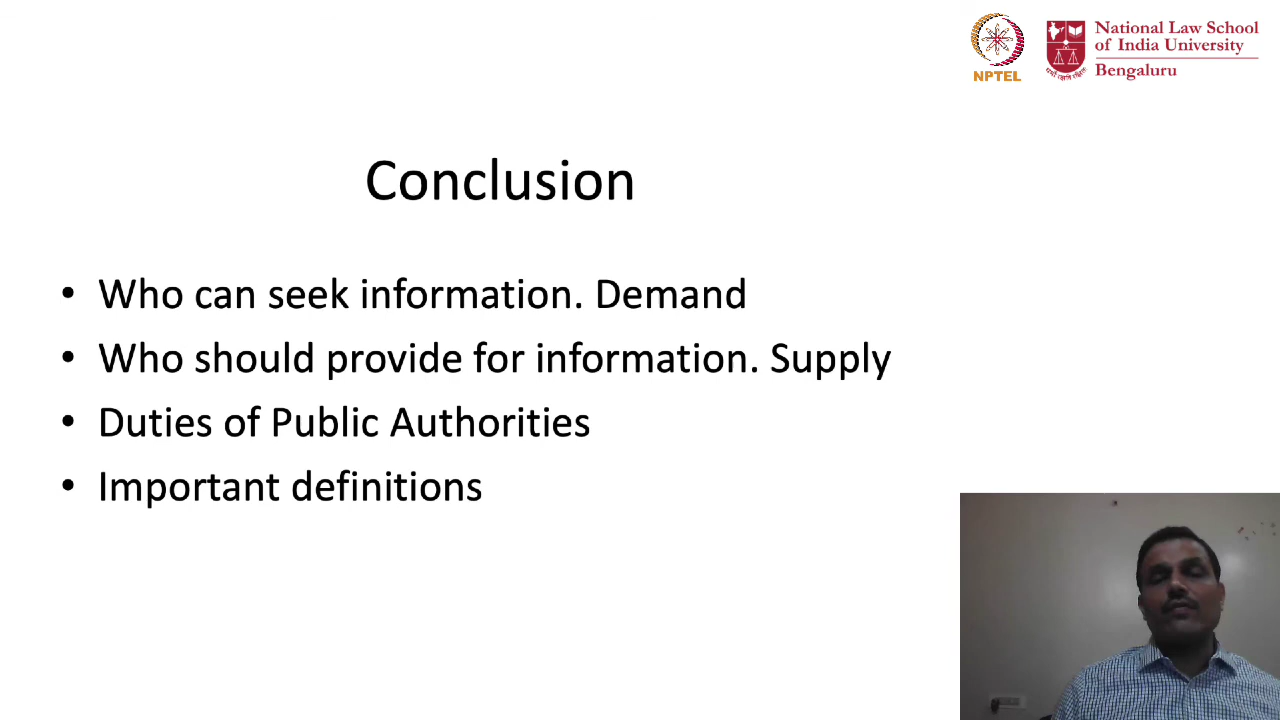 NPTEL
National Law School
of India University
Bengaluru
Conclusion
• Who can seek information. Demand
• Who should provide for information. Supply
• Duties of Public Authorities
• Important definitions